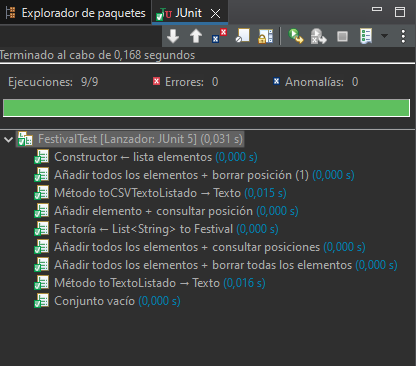 Explorador de paquetes JUnit
Terminado al cabo de 0,168 segundos
Ejecuciones: 9/9 Errores: 0 Anomalías: 0
FestivalTest [Lanzador: JUnit 5] (0,031 s)
Constructor ← lista elementos (0,000 s)
Añadir todos los elementos + borrar posición (1) (0,000 s)
Método toCSVTextoListado → Texto (0,015 s)
Añadir elemento + consultar posición (0,000 s)
Factoría ← List<String> to Festival (0,000 s)
Añadir todos los elementos + consultar posiciones (0,000 s)
Añadir todos los elementos + borrar todas los elementos (0,000 s)
Método toTextoListado → Texto (0,016 s)
Conjunto vacío (0,000 s)